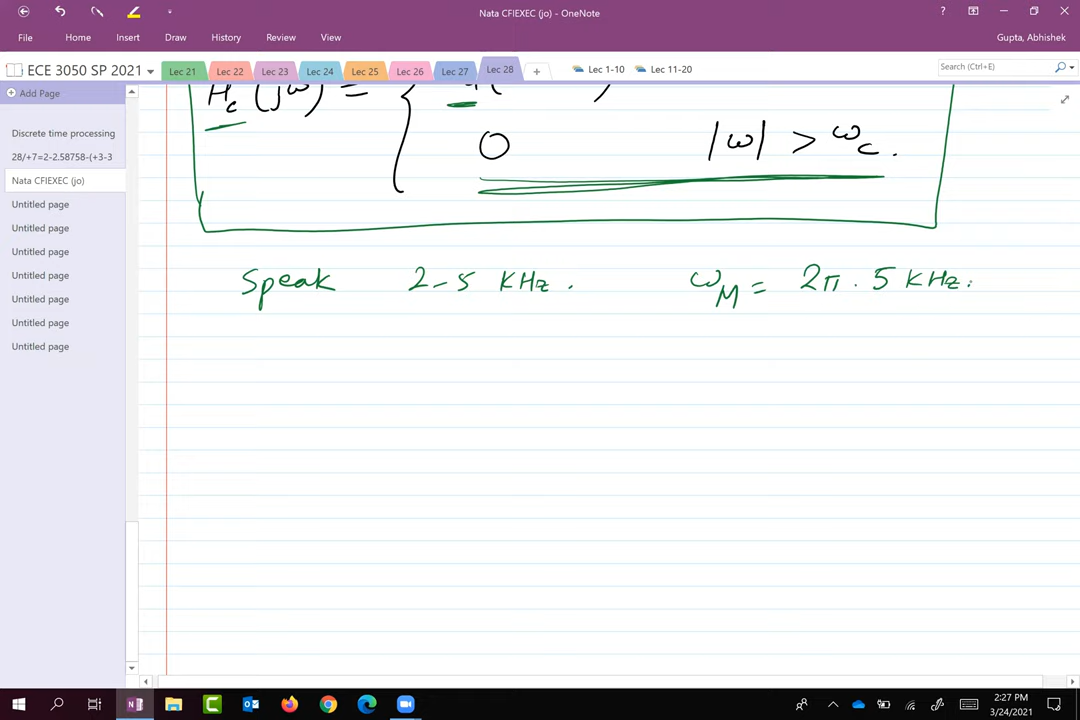 Nata CFIEXEC (jo) - OneNote
Gupta, Abhishek
File Home Insert Draw History Review View
ECE 3050 SP 2021
Lec 21 Lec 22 Lec 23 Lec 24 Lec 25 Lec 26 Lec 27 Lec 28 + Lec 1-10 Lec 11-20
Search (Ctrl+E)
Add Page
Discrete time processing
28/+7=2-2.58758-(+3-3
Nata CFIEXEC (jo)
Untitled page
Untitled page
Untitled page
Untitled page
Untitled page
Untitled page
Untitled page
H_c (jω) = {
0 |ω| > ω_c .
Speak 2-5 KHz . ω_M = 2π . 5 KHz .
2:27 PM
3/24/2021